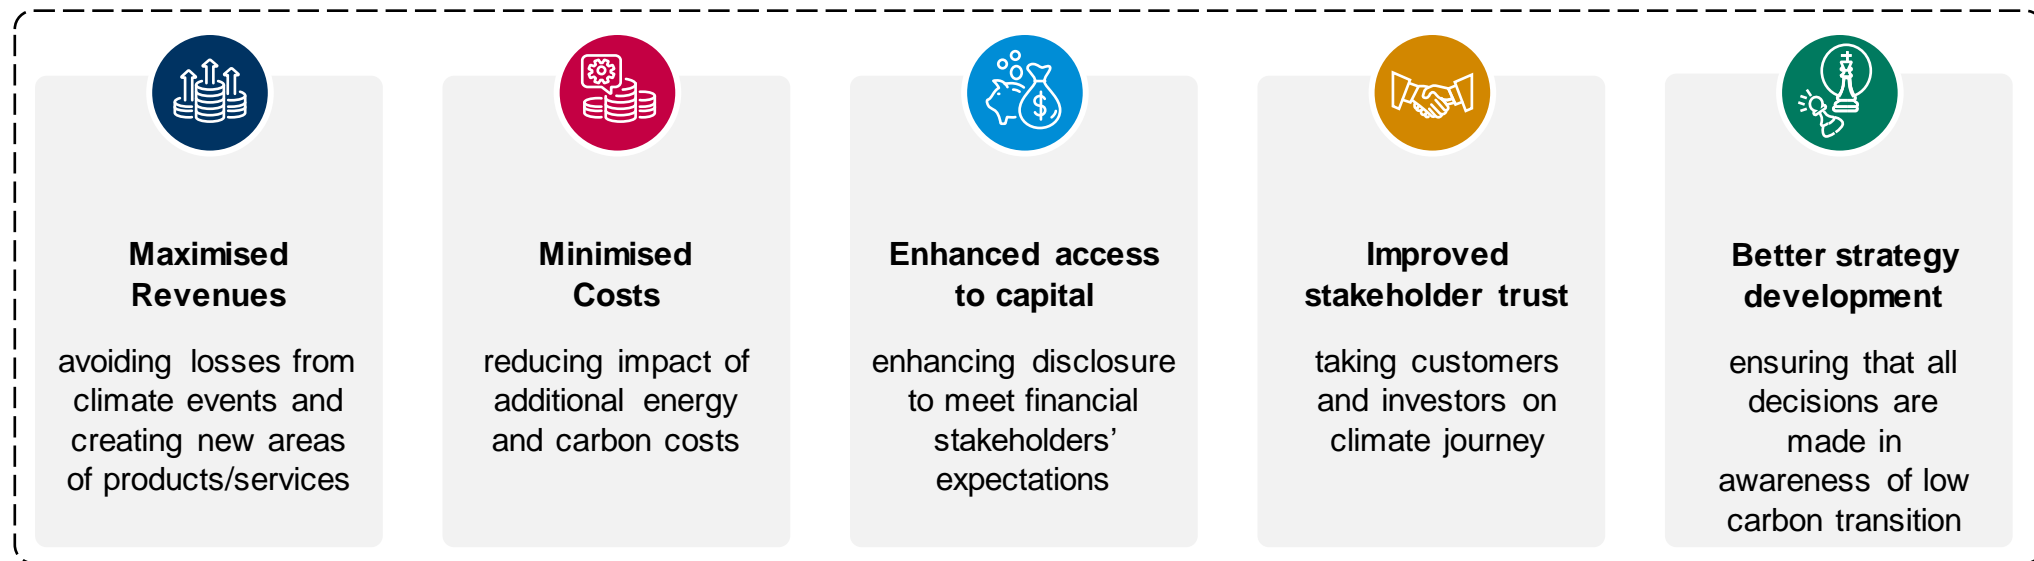 Maximised
Revenues
avoiding losses from
climate events and
creating new areas
of products/services
Minimised
Costs
reducing impact of
additional energy
and carbon costs
Enhanced access
to capital
enhancing disclosure
to meet financial
stakeholders’
expectations
Improved
stakeholder trust
taking customers
and investors on
climate journey
Better strategy
development
ensuring that all
decisions are
made in
awareness of low
carbon transition